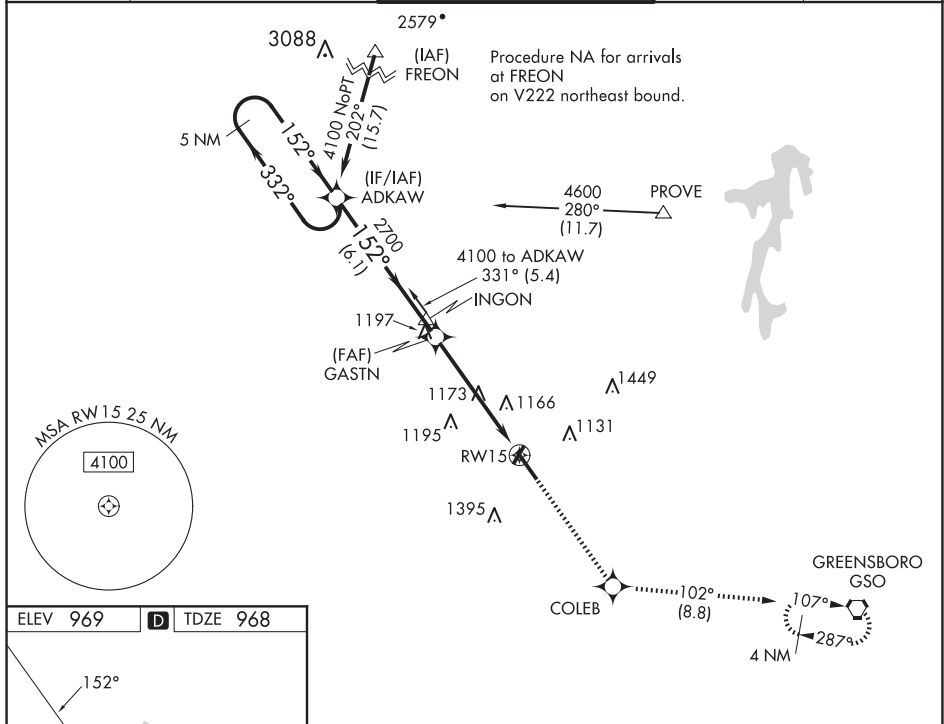 2579
3088
(IAF)
FREON
Procedure NA for arrivals
at FREON
on V222 northeast bound.
4100 NoPT
202°
(15.7)
5 NM
152°
332°
(IF/IAF)
ADKAW
4600
280°
(11.7)
PROVE
2700
152°
(6.1)
4100 to ADKAW
331° (5.4)
INGON
1197
(FAF)
GASTN
1173
1166
1449
1195
1131
RW15
1395
MSA RW15 25 NM
4100
COLEB
102°
(8.8)
GREENSBORO
GSO
107°
287°
4 NM
ELEV 969
D
TDZE 968
152°